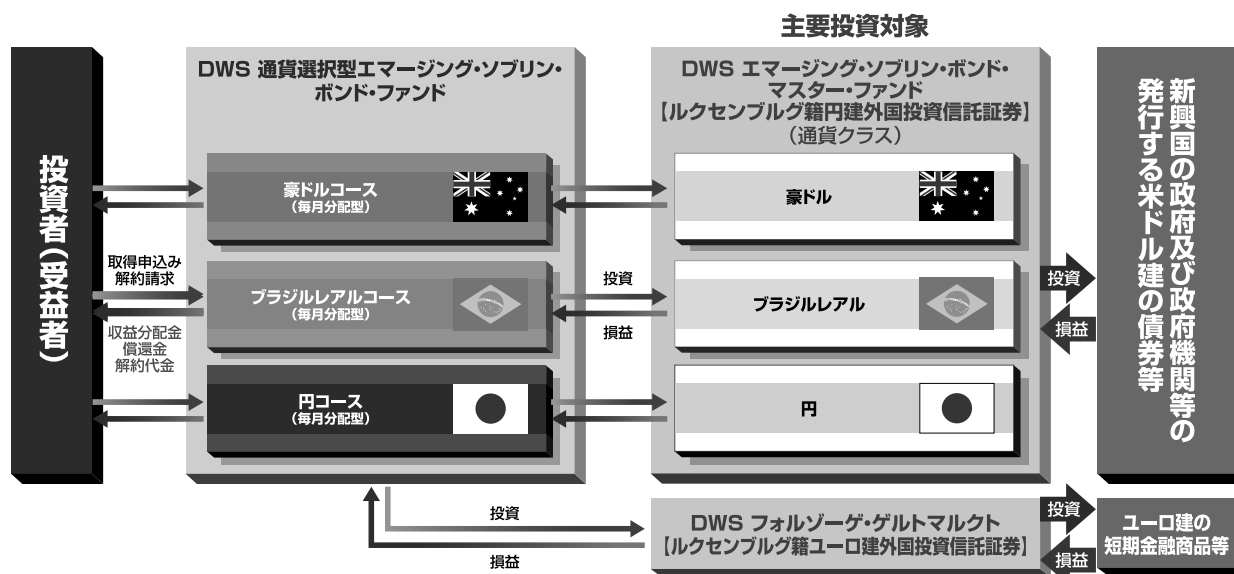 主要投資対象
投資者(受益者)
DWS 通貨選択型エマージング・ソブリン・
ボンド・ファンド
豪ドルコース
(毎月分配型)
ブラジルレアルコース
(毎月分配型)
円コース
(毎月分配型)
取得申込み
解約請求
収益分配金
償還金
解約代金
投資
損益
DWS エマージング・ソブリン・ボンド・
マスター・ファンド
【ルクセンブルグ籍円建外国投資信託証券】
(通貨クラス)
豪ドル
ブラジルレアル
円
投資
損益
新興国の政府及び政府機関等の
発行する米ドル建の債券等
投資
損益
DWS フォルゾーゲ・ゲルトマルクト
【ルクセンブルグ籍ユーロ建外国投資信託証券】
投資
損益
ユーロ建の
短期金融商品等